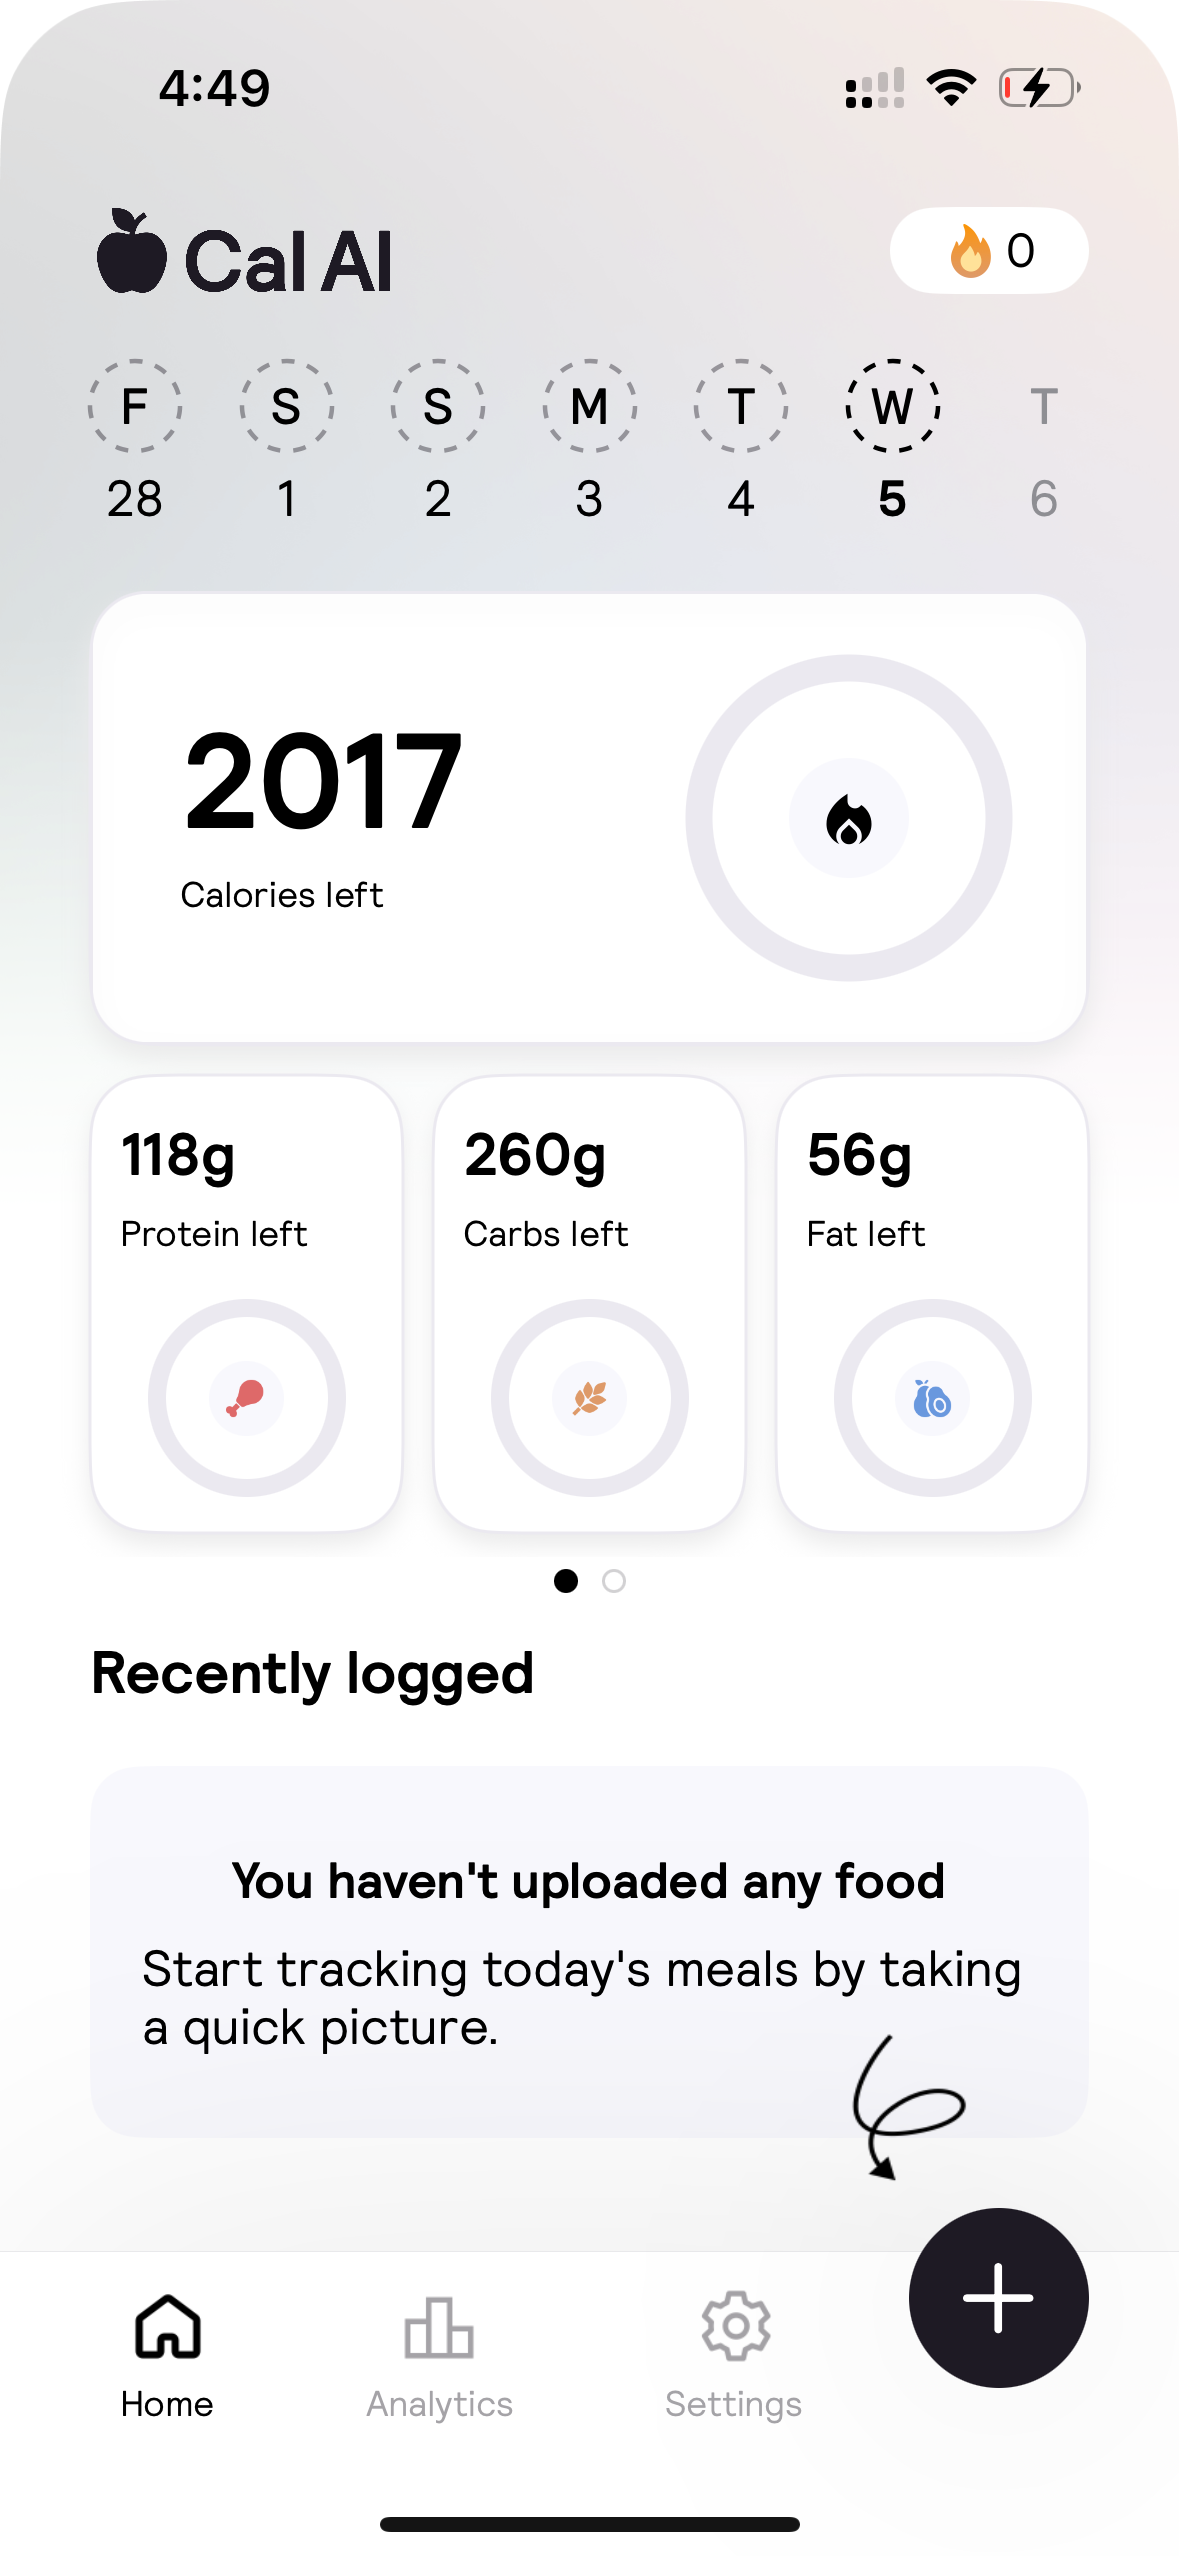 4:49
Cal AI
0
F S S M T W T
28 1 2 3 4 5 6
2017
Calories left
118g 260g 56g
Protein left Carbs left Fat left
Recently logged
You haven't uploaded any food
Start tracking today's meals by taking
a quick picture.
Home Analytics Settings